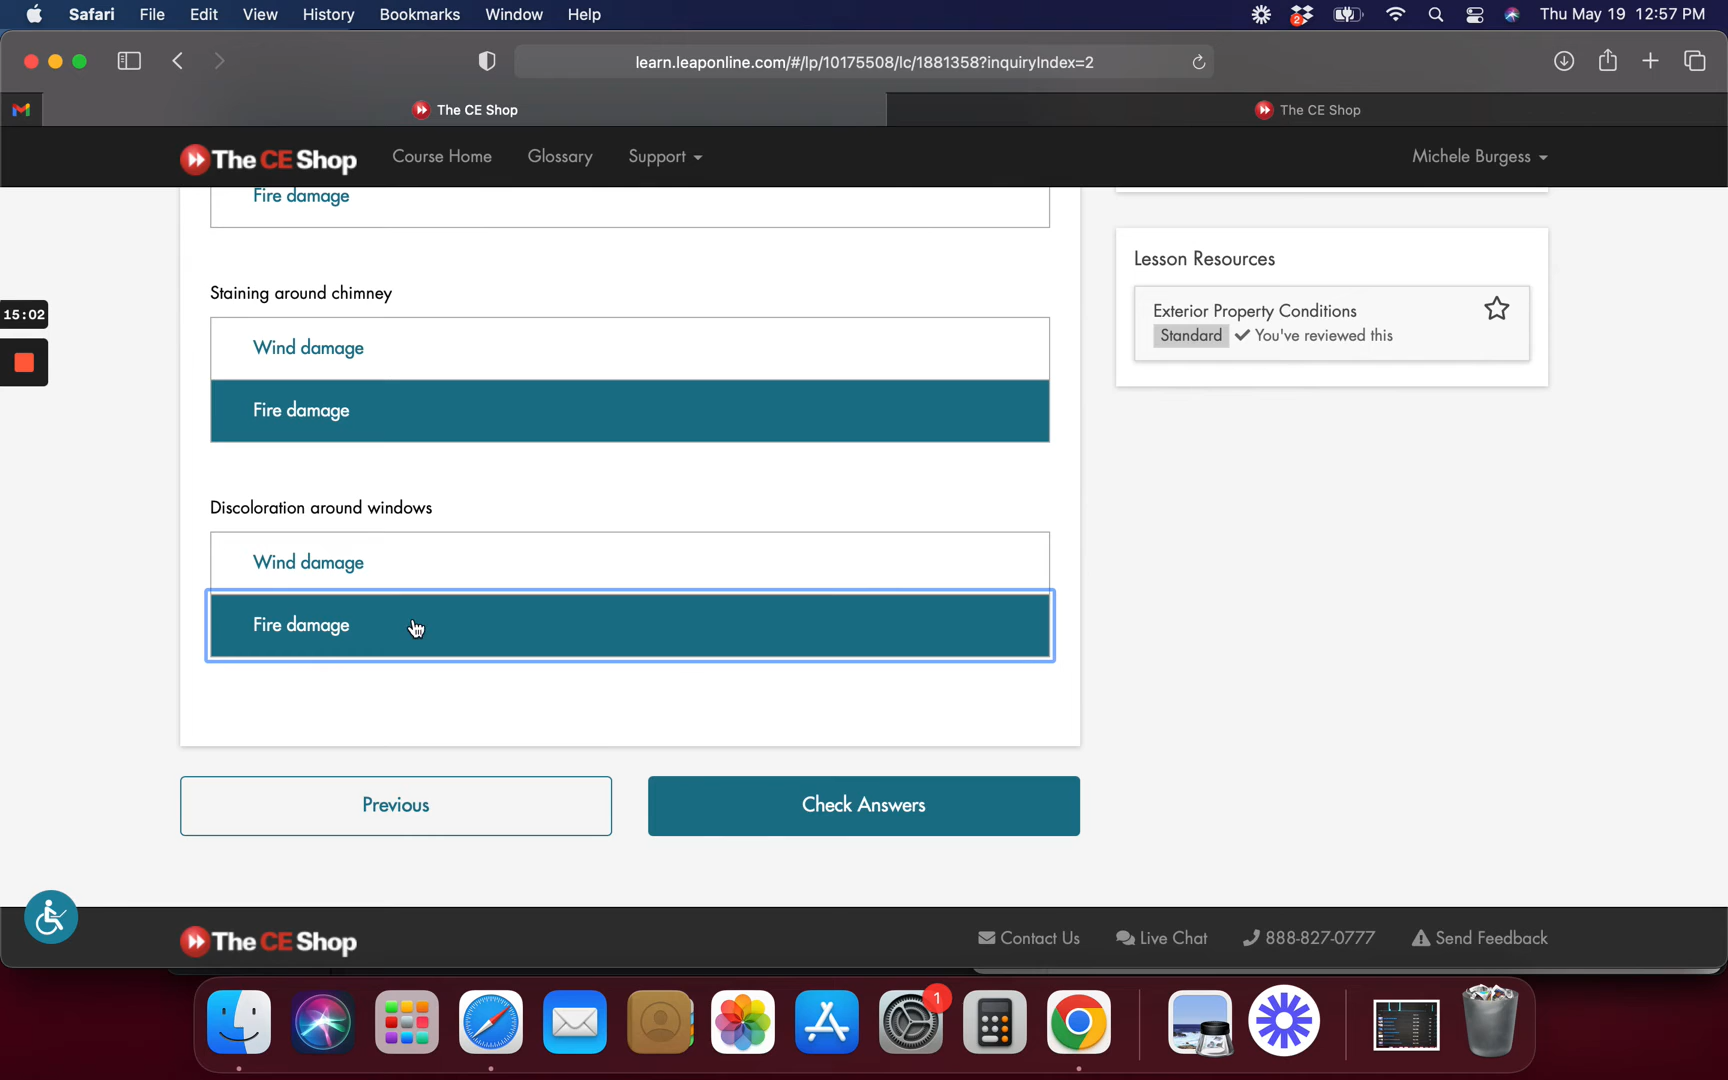 Safari File Edit View History Bookmarks Window Help
2
Thu May 19 12:57 PM
learn.leaponline.com/#/lp/10175508/lc/1881358?inquiryIndex=2
The CE Shop
The CE Shop
The CE Shop
Course Home Glossary Support
Michele Burgess
Fire damage
Staining around chimney
Wind damage
Fire damage
Discoloration around windows
Wind damage
Fire damage
Previous
Check Answers
Lesson Resources
Exterior Property Conditions
Standard You've reviewed this
15:02
The CE Shop
Contact Us Live Chat 888-827-0777 Send Feedback
1